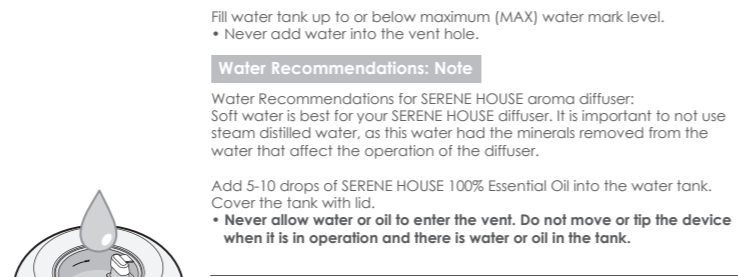 Fill water tank up to or below maximum (MAX) water mark level.
• Never add water into the vent hole.
Water Recommendations: Note
Water Recommendations for SERENE HOUSE aroma diffuser:
Soft water is best for your SERENE HOUSE diffuser. It is important to not use
steam distilled water, as this water had the minerals removed from the
water that affect the operation of the diffuser.
Add 5-10 drops of SERENE HOUSE 100% Essential Oil into the water tank.
Cover the tank with lid.
• Never allow water or oil to enter the vent. Do not move or tip the device
when it is in operation and there is water or oil in the tank.